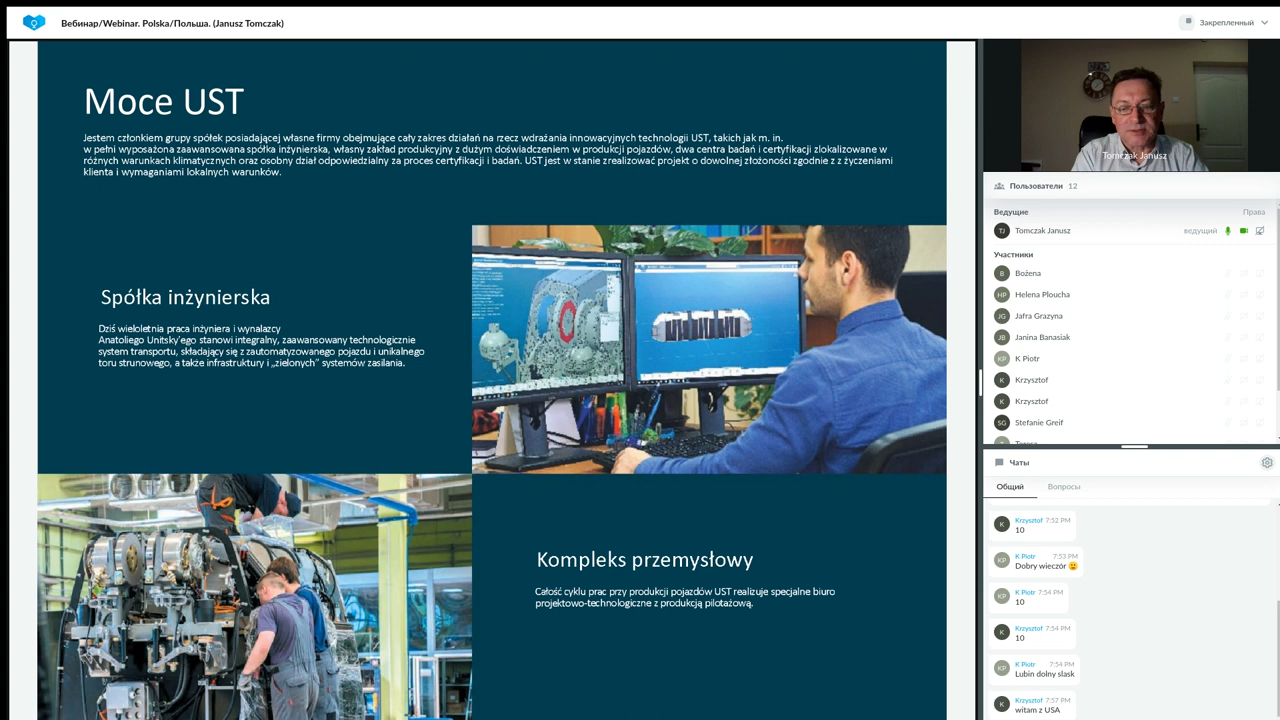 Вебинар/Webinar. Polska/Польша. (Janusz Tomczak)
Закрепленный
Moce UST
Jestem członkiem grupy spółek posiadającej własne firmy obejmujące cały zakres działań na rzecz wdrażania innowacyjnych technologii UST, takich jak m. in.
w pełni wyposażona zaawansowana spółka inżynierska, własny zakład produkcyjny z dużym doświadczeniem w produkcji pojazdów, dwa centra badań i certyfikacji zlokalizowane w
różnych warunkach klimatycznych oraz osobny dział odpowiedzialny za proces certyfikacji i badań. UST jest w stanie zrealizować projekt o dowolnej złożoności zgodnie z z życzeniami
klienta i wymaganiami lokalnych warunków.
Spółka inżynierska
Dziś wieloletnia praca inżyniera i wynalazcy
Anatoliego Unitsky'ego stanowi integralny, zaawansowany technologicznie
system transportu, składający się z zautomatyzowanego pojazdu i unikalnego
toru strunowego, a także infrastruktury i „zielonych” systemów zasilania.
Kompleks przemysłowy
Całość cyklu prac przy produkcji pojazdów UST realizuje specjalne biuro
projektowo-technologiczne z produkcją pilotażową.
Tomczak Janusz
Пользователи 12
Ведущие Права
TJ Tomczak Janusz ведущий
Участники
B Bożena
HP Helena Ploucha
JG Jafra Grazyna
JB Janina Banasiak
KP K Piotr
K Krzysztof
K Krzysztof
SG Stefanie Greif
Чаты
Общий Вопросы
K Krzysztof 7:52 PM
10
KP K Piotr 7:53 PM
Dobry wieczór 🙂
KP K Piotr 7:54 PM
10
K Krzysztof 7:54 PM
10
KP K Piotr 7:54 PM
Lubin dolny slask
K Krzysztof 7:57 PM
witam z USA